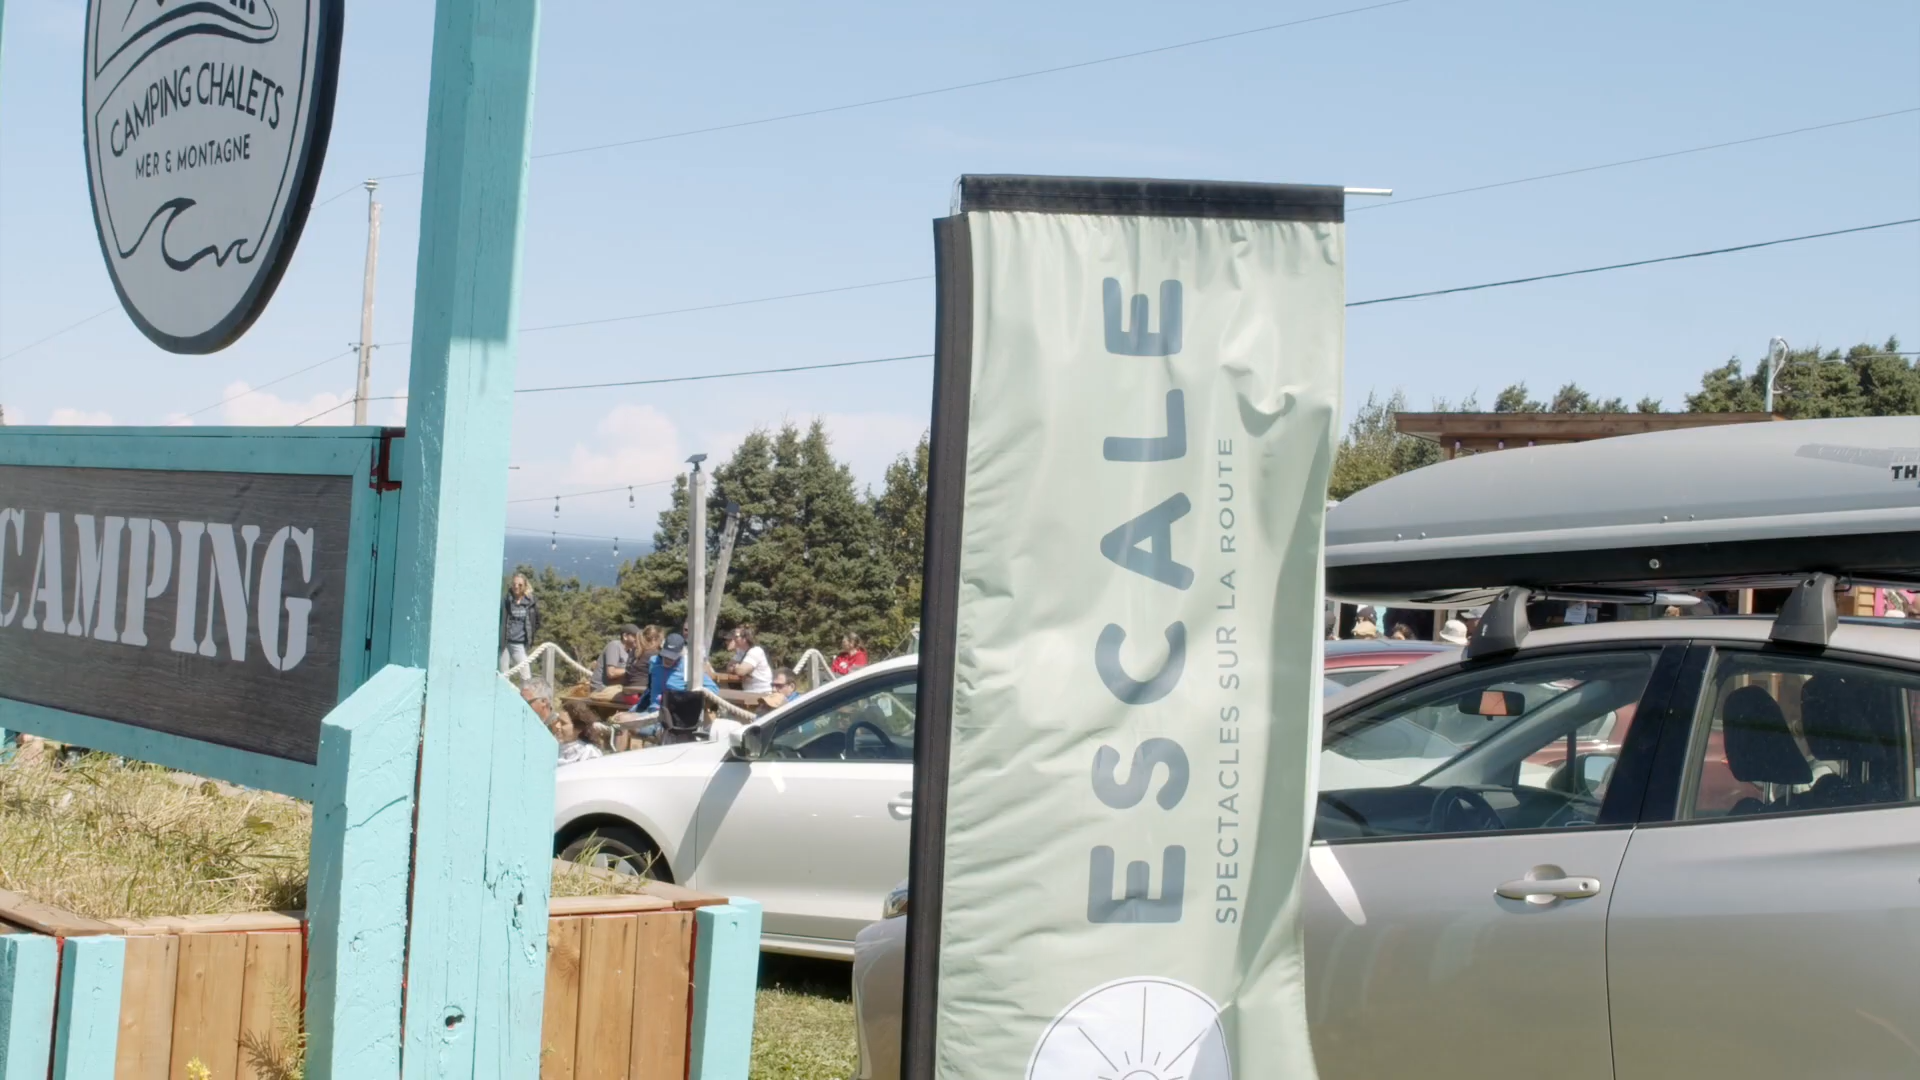 CAMPING CHALETS
MER & MONTAGNE
CAMPING
ESCALE
SPECTACLES SUR LA ROUTE